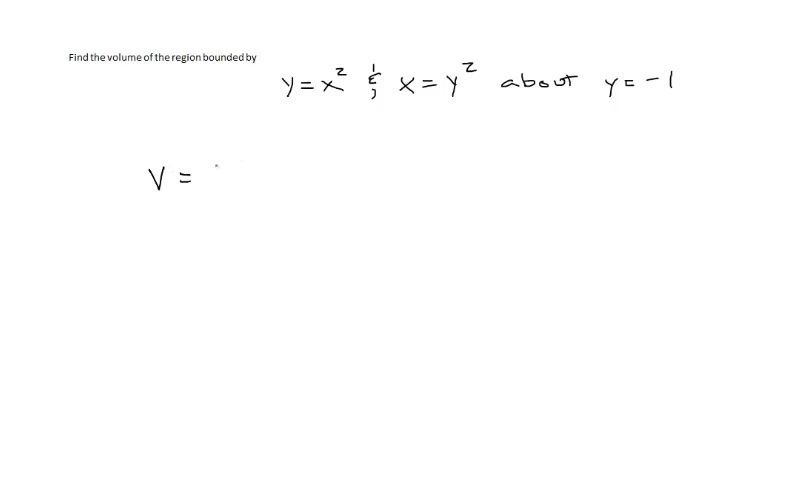 Find the volume of the region bounded by
y = x² & x = y² about y = -1
V =